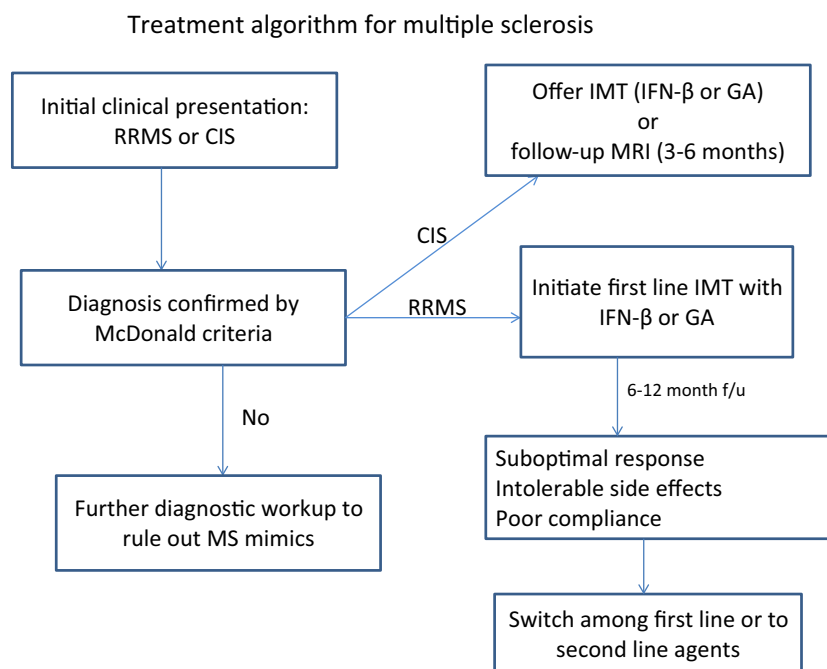 Treatment algorithm for multiple sclerosis
Initial clinical presentation:
RRMS or CIS
Offer IMT (IFN-β or GA)
or
follow-up MRI (3-6 months)
CIS
Diagnosis confirmed by
McDonald criteria
RRMS
Initiate first line IMT with
IFN-β or GA
No
6-12 month f/u
Further diagnostic workup to
rule out MS mimics
Suboptimal response
Intolerable side effects
Poor compliance
Switch among first line or to
second line agents